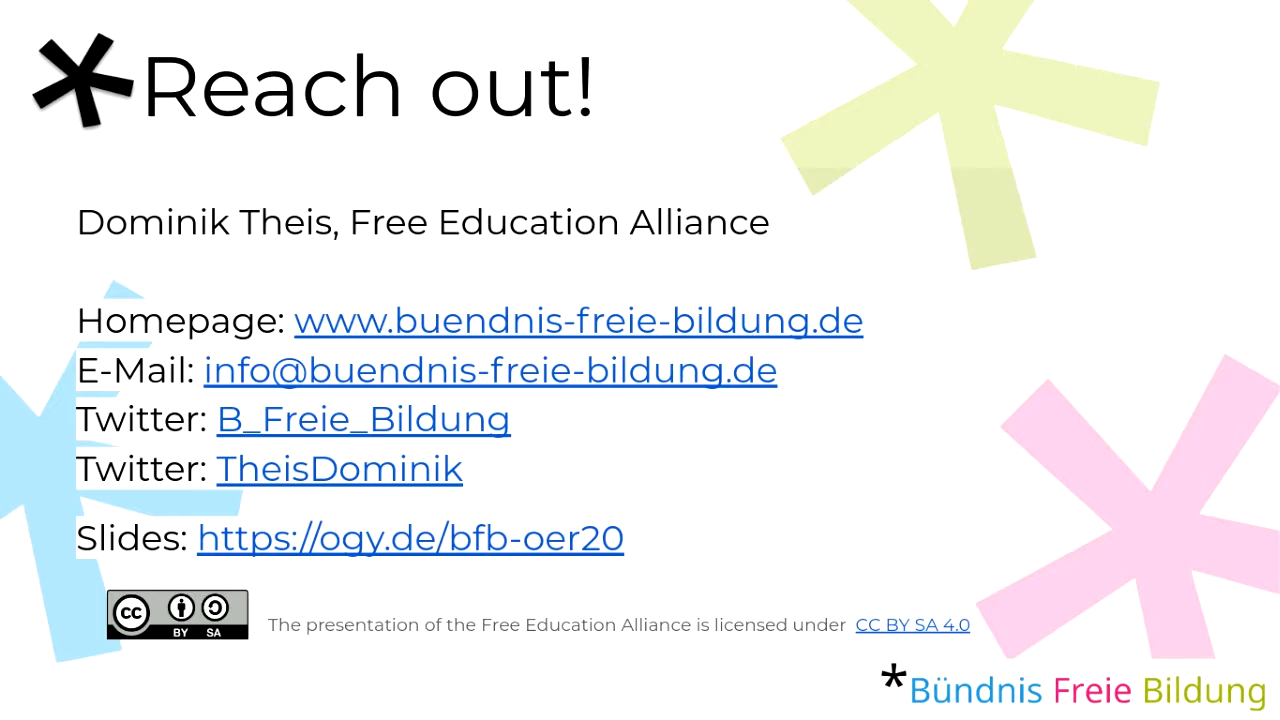 *Reach out!
Dominik Theis, Free Education Alliance
Homepage: www.buendnis-freie-bildung.de
E-Mail: info@buendnis-freie-bildung.de
Twitter: B_Freie_Bildung
Twitter: TheisDominik
Slides: https://ogy.de/bfb-oer20
cc BY SA
The presentation of the Free Education Alliance is licensed under CC BY SA 4.0
*Bündnis Freie Bildung